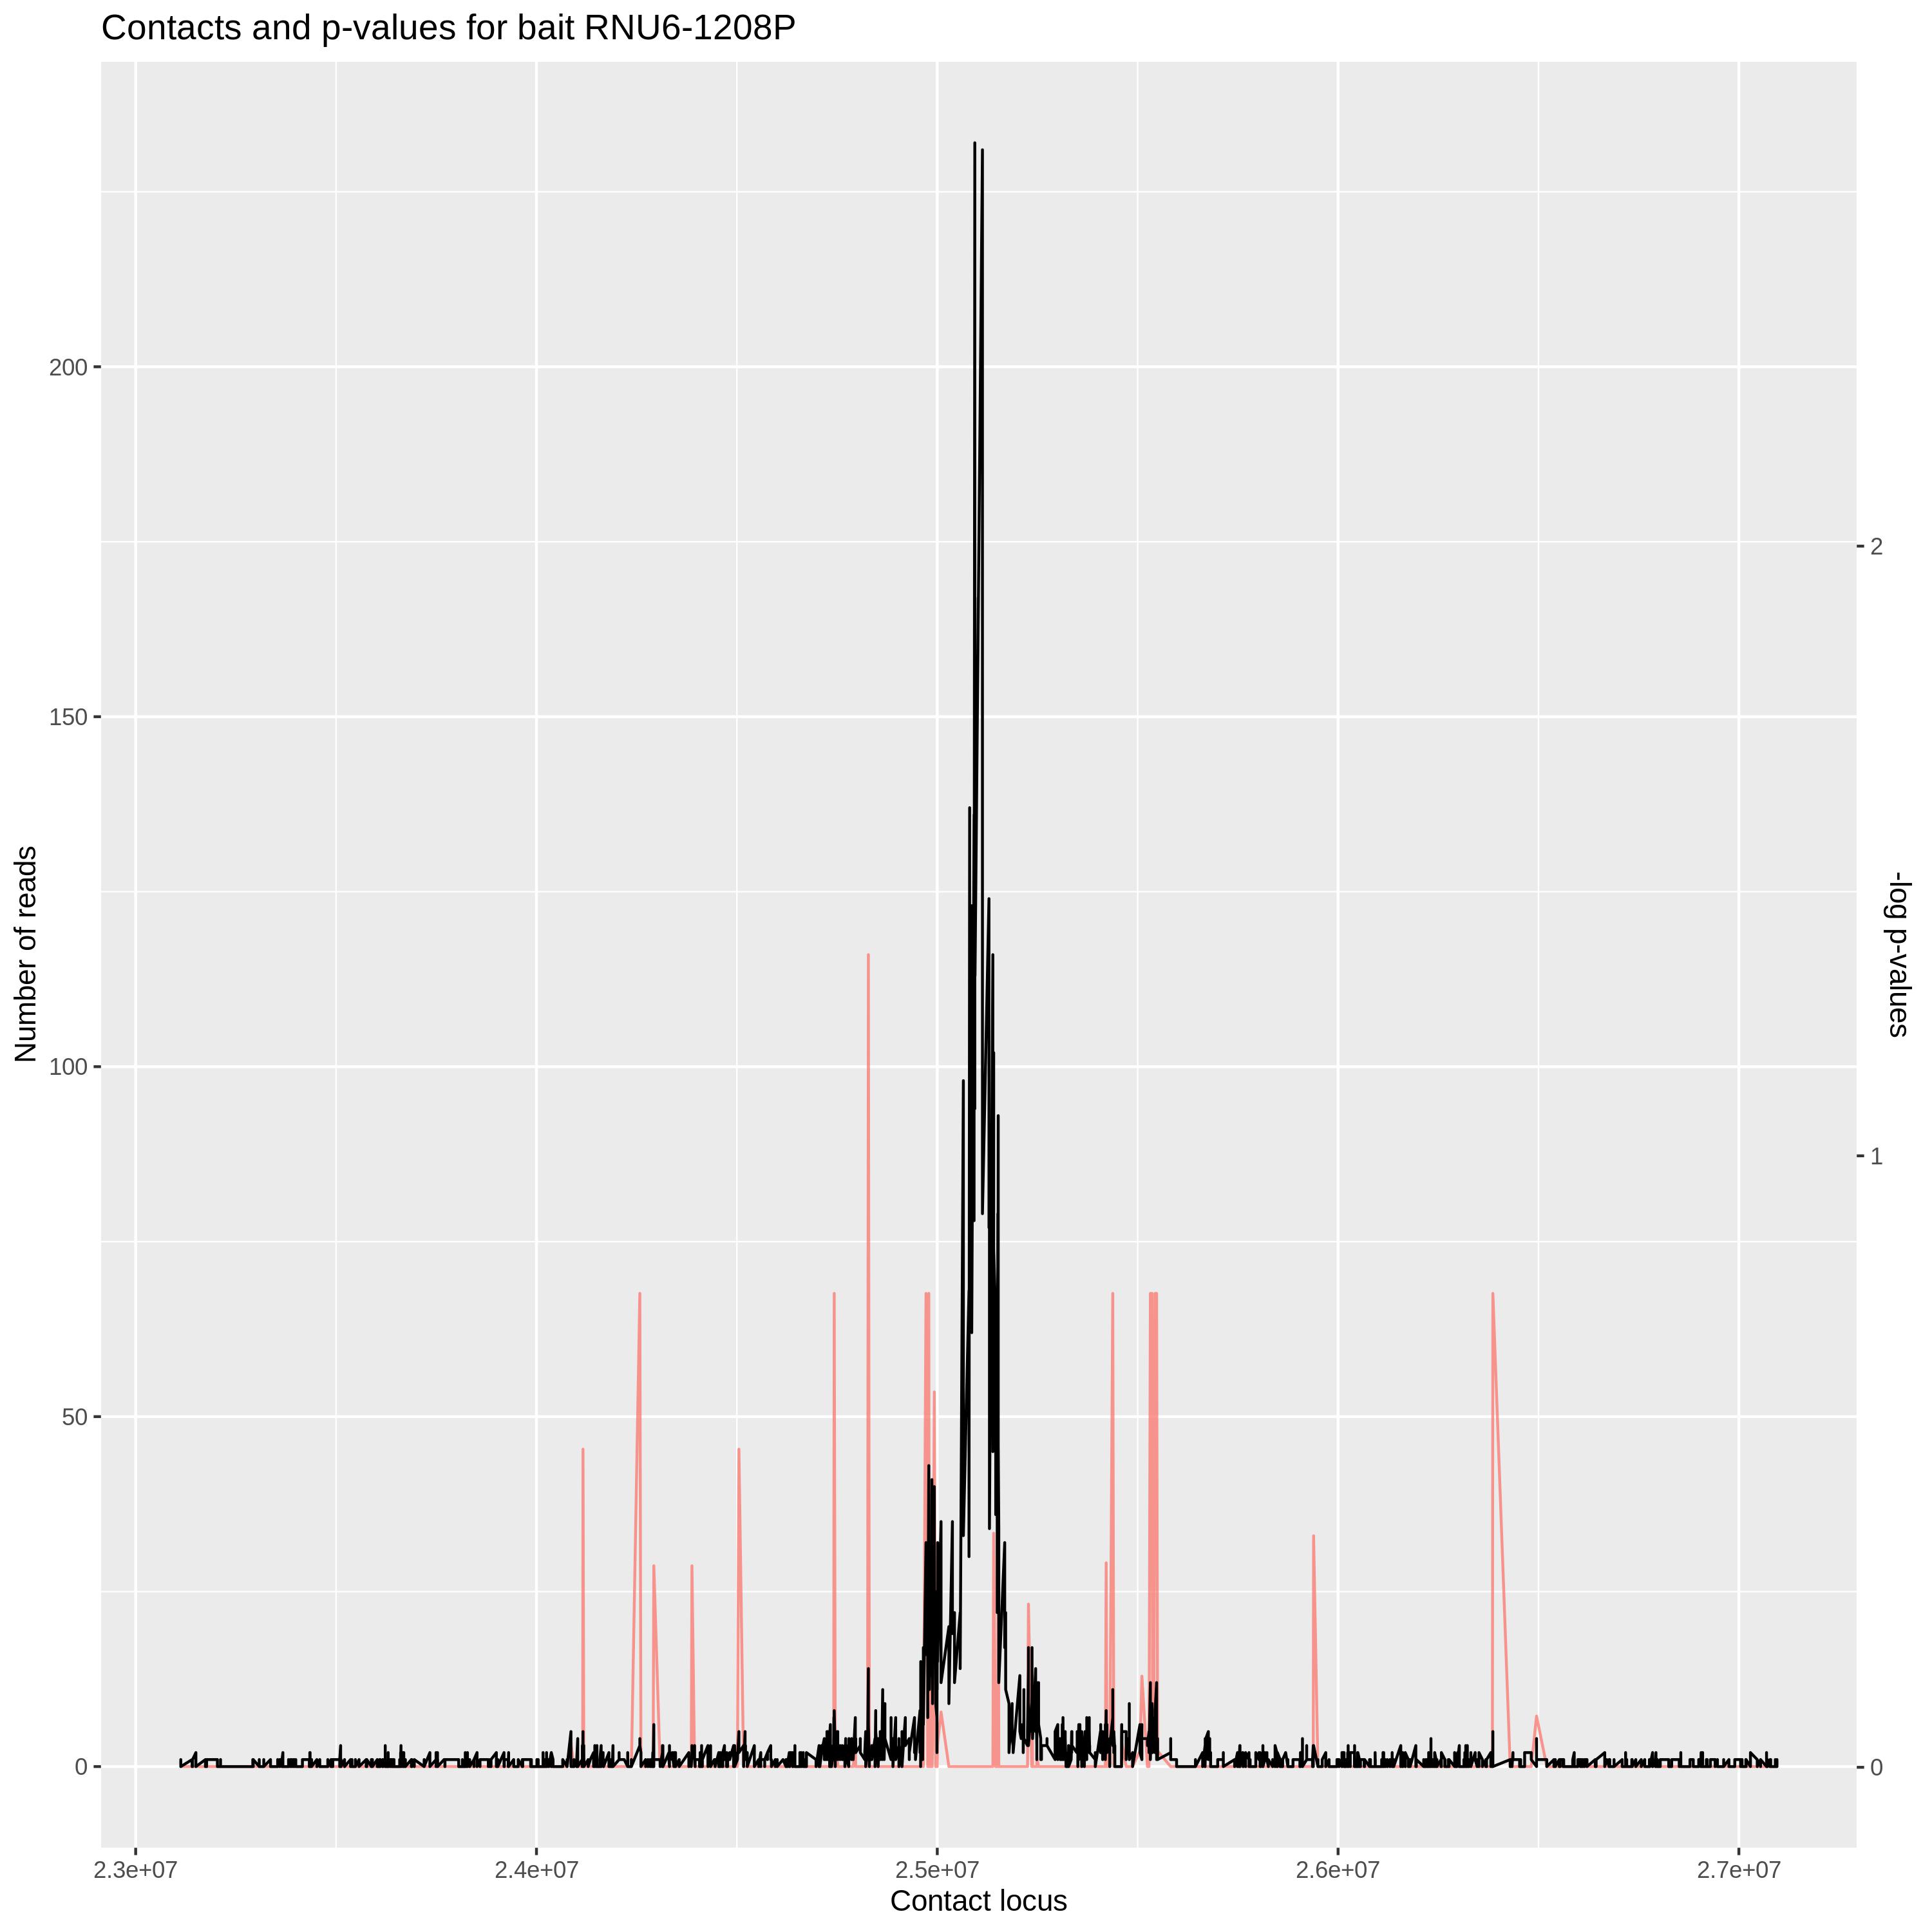 Contacts and p-values for bait RNU6-1208P
200
150
100
50
0
2
1
0
Number of reads
-log p-values
2.3e+07
2.4e+07
2.5e+07
2.6e+07
2.7e+07
Contact locus